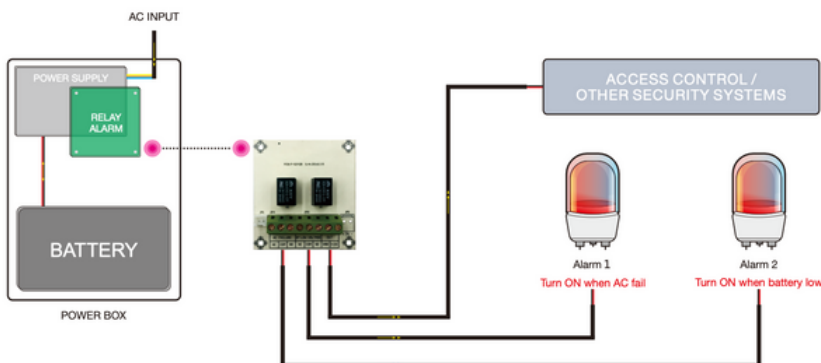 AC INPUT
POWER SUPPLY
RELAY
ALARM
BATTERY
POWER BOX
ACCESS CONTROL /
OTHER SECURITY SYSTEMS
Alarm 1
Turn ON when AC fail
Alarm 2
Turn ON when battery low